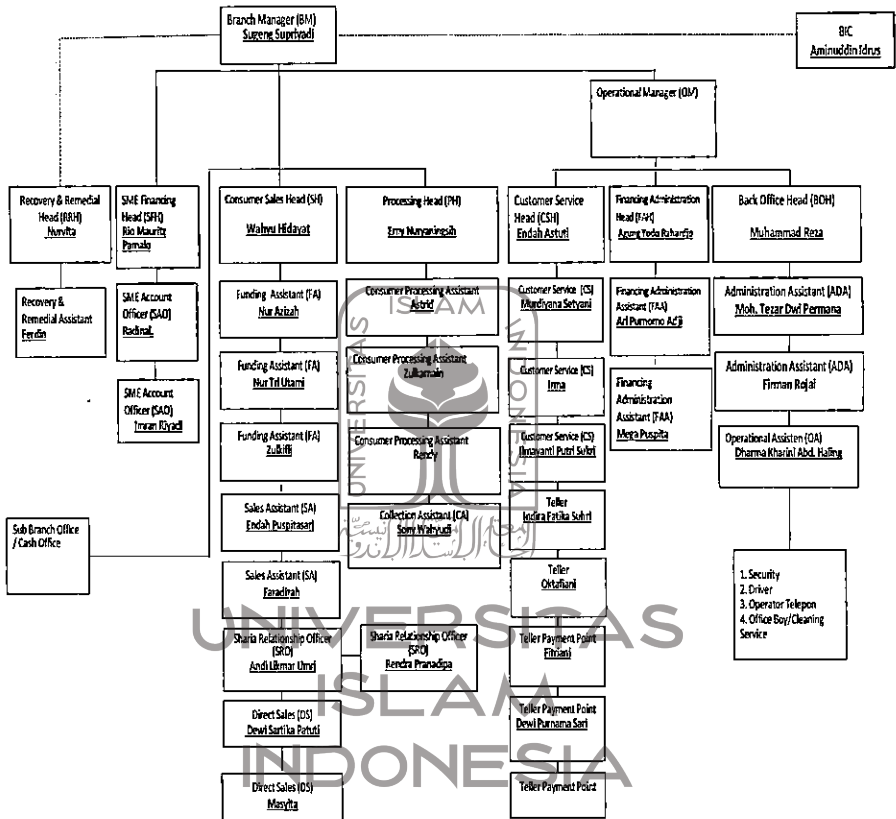 Branch Manager (BM)
Sugeng Supriyadi
BIC
Aminuddin Idrus
Operational Manager (OM)
Recovery & Remedial
Head (RRH)
Nurvita
SME Financing
Head (SFH)
Rio Mauritz
Pamala
Consumer Sales Head (SH)
Wahyu Hidayat
Processing Head (PH)
Erny Nuryaningsih
Customer Service
Head (CSH)
Endah Astuti
Financing Administration
Head (FAH)
Agung Yoda Rahardja
Back Office Head (BOH)
Muhammad Reza
Recovery &
Remedial Assistant
Ferdin
SME Account
Officer (SAO)
RadinaL
Funding Assistant (FA)
Nur Azizah
Consumer Processing Assistant
Astrid
Customer Service (CS)
Murdiyana Setyani
Financing Administration
Assistant (FAA)
Ari Purnomo Adji
Administration Assistant (ADA)
Moh. Tezar Dwi Permana
SME Account
Officer (SAO)
Imran Riyadi
Funding Assistant (FA)
Nur Tri Utami
Consumer Processing Assistant
Zulkarnain
Customer Service (CS)
Irma
Financing
Administration
Assistant (FAA)
Mega Puspita
Administration Assistant (ADA)
Firman Rojai
Funding Assistant (FA)
Zulkifli
Consumer Processing Assistant
Rendy
Customer Service (CS)
Ilmayanti Putri Sukri
Operational Assisten (OA)
Dharma Kharini Abd. Haling
Sub Branch Office
/ Cash Office
Sales Assistant (SA)
Endah Puspitasari
Collection Assistant (CA)
Sony Wahyudi
Teller
Indira Fatika Suhri
Sales Assistant (SA)
Faradiyah
Teller
Oktafiani
1. Security
2. Driver
3. Operator Telepon
4. Office Boy/Cleaning
Service
Sharia Relationship Officer
(SRO)
Andi Likmar Umri
Sharia Relationship Officer
(SRO)
Rendra Pranadipa
Teller Payment Point
Fitriani
Direct Sales (DS)
Dewi Sartika Patuti
Teller Payment Point
Dewi Purnama Sari
Direct Sales (DS)
Masyita
Teller Payment Point
ISLAM
UNIVERSITAS
INDONESIA
UNIVERSITAS
ISLAM
INDONESIA